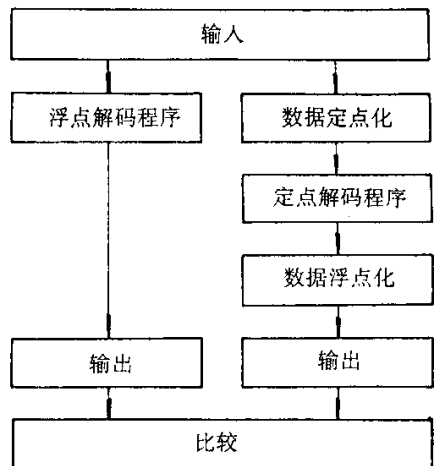 输人
浮点解码程序
数据定点化
定点解码程序
数据浮点化
输出
输出
比较